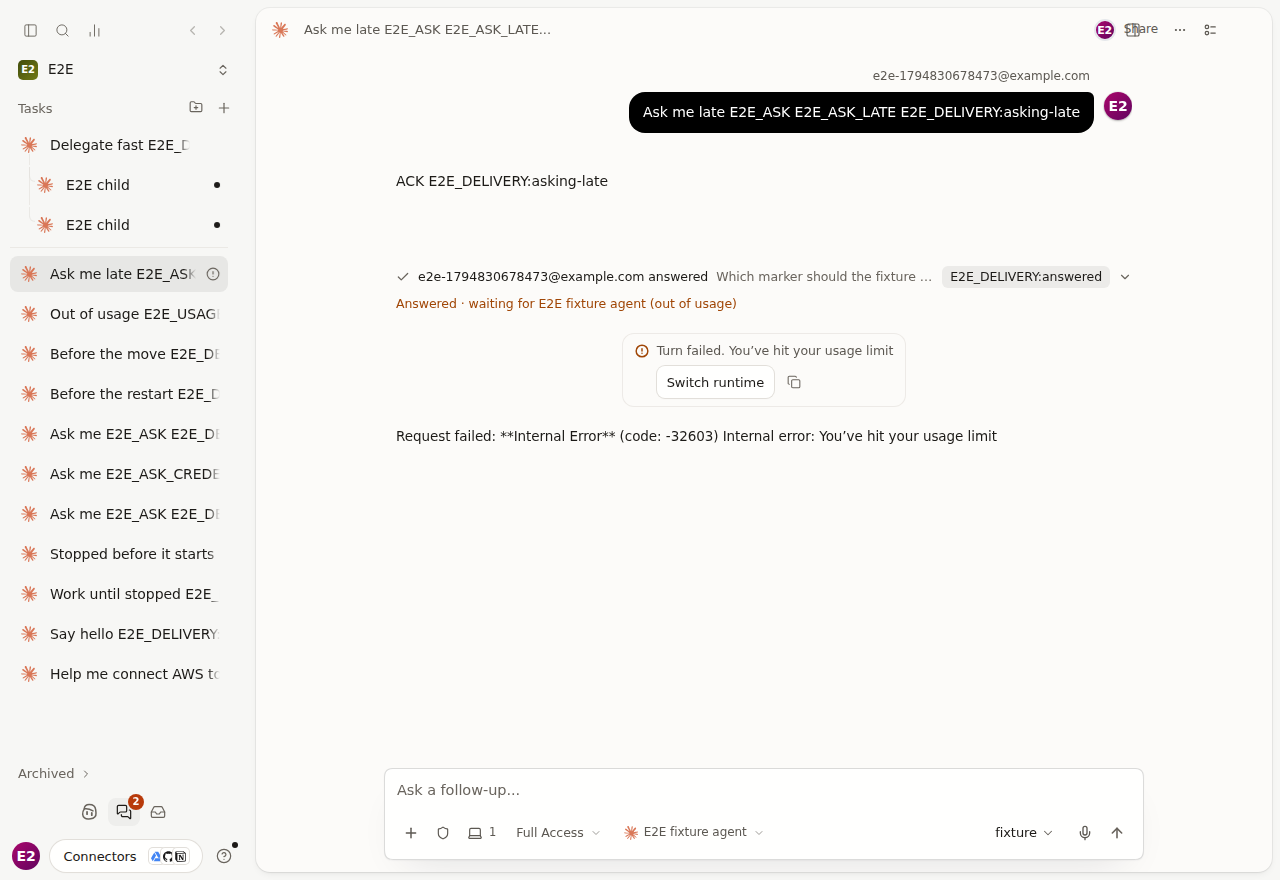 Ask me late E2E_ASK E2E_ASK_LATE...
E2 Share
E2 E2E
Tasks
e2e-1794830678473@example.com
Ask me late E2E_ASK E2E_ASK_LATE E2E_DELIVERY:asking-late
E2
Delegate fast E2E_D
E2E child
E2E child
Ask me late E2E_ASK
Out of usage E2E_USAG
Before the move E2E_DE
Before the restart E2E_D
Ask me E2E_ASK E2E_DE
Ask me E2E_ASK_CREDE
Ask me E2E_ASK E2E_DE
Stopped before it starts
Work until stopped E2E_
Say hello E2E_DELIVERY:
Help me connect AWS to
ACK E2E_DELIVERY:asking-late
e2e-1794830678473@example.com answered Which marker should the fixture ... E2E_DELIVERY:answered
Answered · waiting for E2E fixture agent (out of usage)
Turn failed. You’ve hit your usage limit
Switch runtime
Request failed: **Internal Error** (code: -32603) Internal error: You’ve hit your usage limit
Archived
2
E2 Connectors
Ask a follow-up...
1 Full Access E2E fixture agent fixture